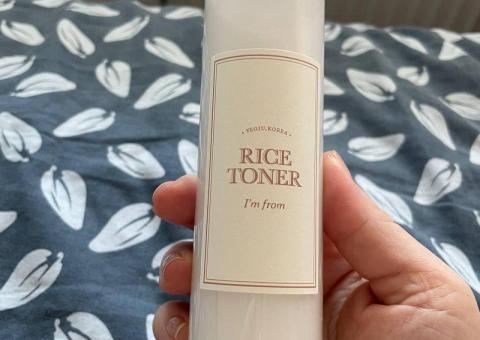 • YEOJU, KOREA •
RICE
TONER
I'm from